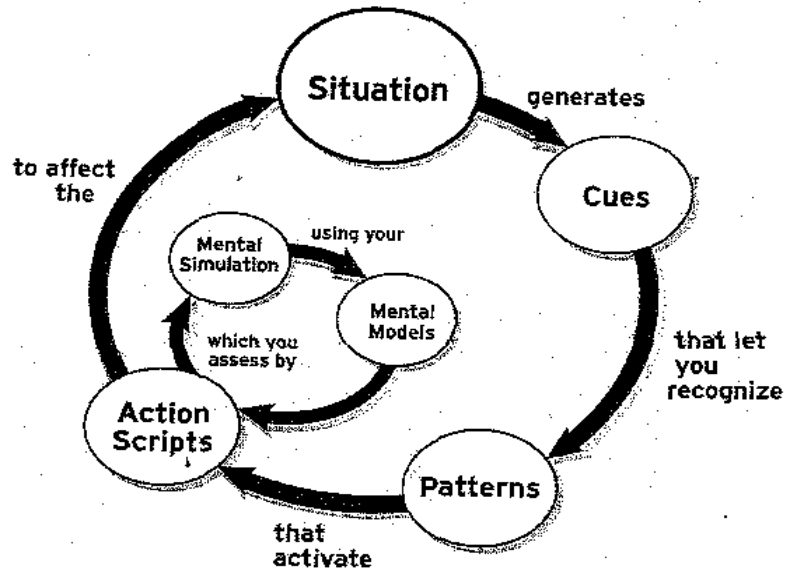 Situation
generates
Cues
to affect
the
Mental
Simulation
using your
Mental
Models
which you
assess by
that let
you
recognize
Action
Scripts
Patterns
that
activate